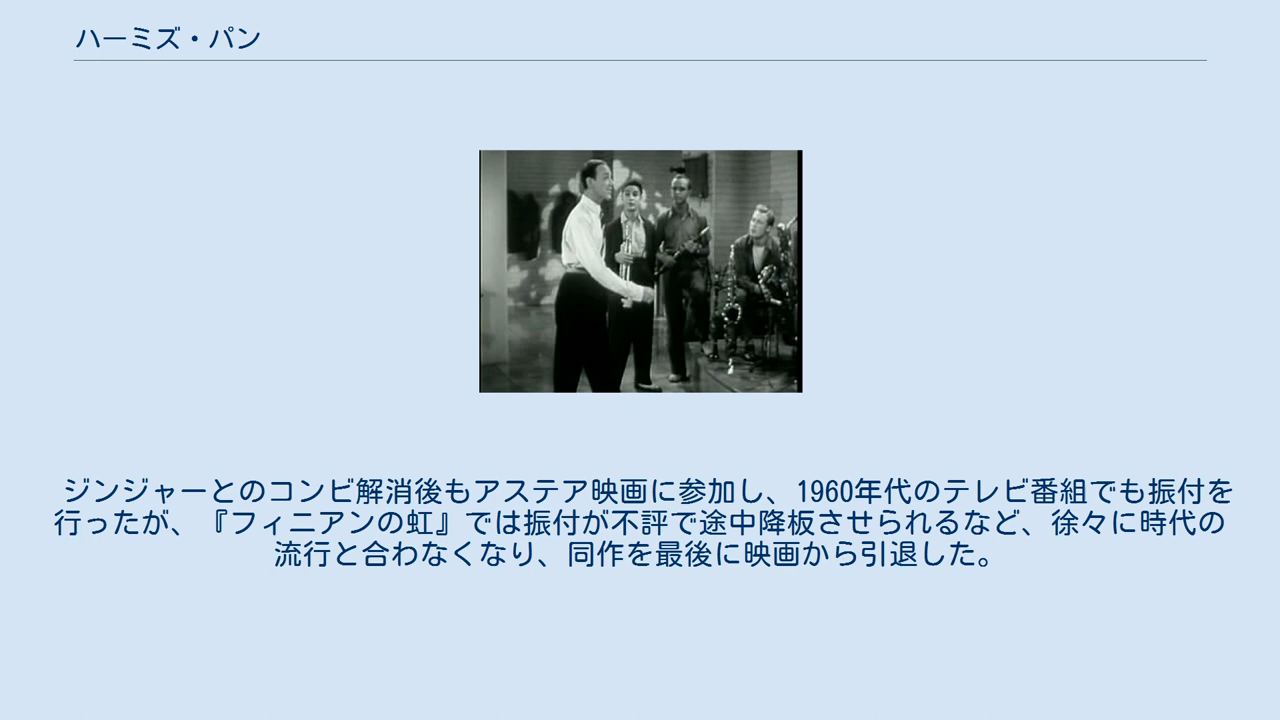 ハーミズ・パン
ジンジャーとのコンビ解消後もアステア映画に参加し、1960年代のテレビ番組でも振付を
行ったが、『フィニアンの虹』では振付が不評で途中降板させられるなど、徐々に時代の
流行と合わなくなり、同作を最後に映画から引退した。